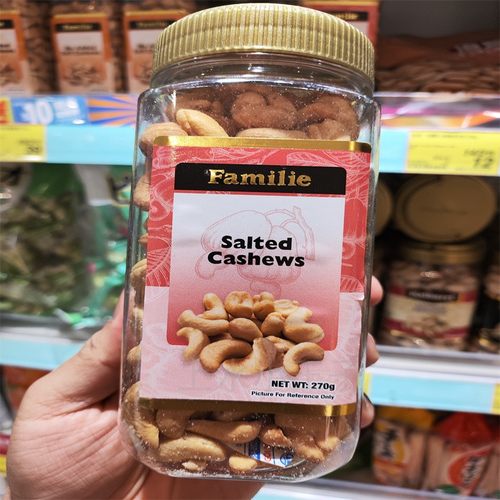 Familie
Salted
Cashews
NET WT: 270g
Picture For Reference Only